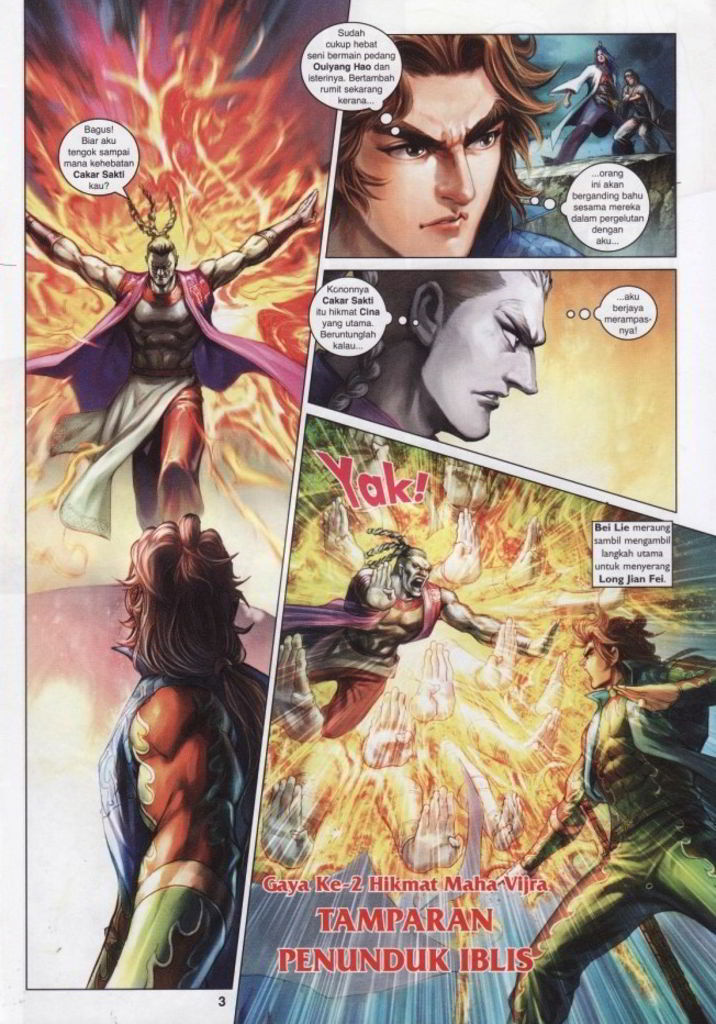 Bagus!
Biar aku
tengok sampai
mana kehebatan
Cakar Sakti
kau?
Sudah
cukup hebat
seni bermain pedang
Ouiyang Hao dan
isterinya. Bertambah
rumit sekarang
kerana...
...orang
ini akan
berganding bahu
sesama mereka
dalam pergelutan
dengan
aku...
Kononnya
Cakar Sakti
itu hikmat Cina
yang utama.
Beruntunglah
kalau...
...aku
berjaya
merampas-
nya!
Yak!
Bei Lie meraung
sambil mengambil
langkah utama
untuk menyerang
Long Jian Fei.
Gaya Ke-2 Hikmat Maha Vijra
TAMPARAN
PENUNDUK IBLIS
3